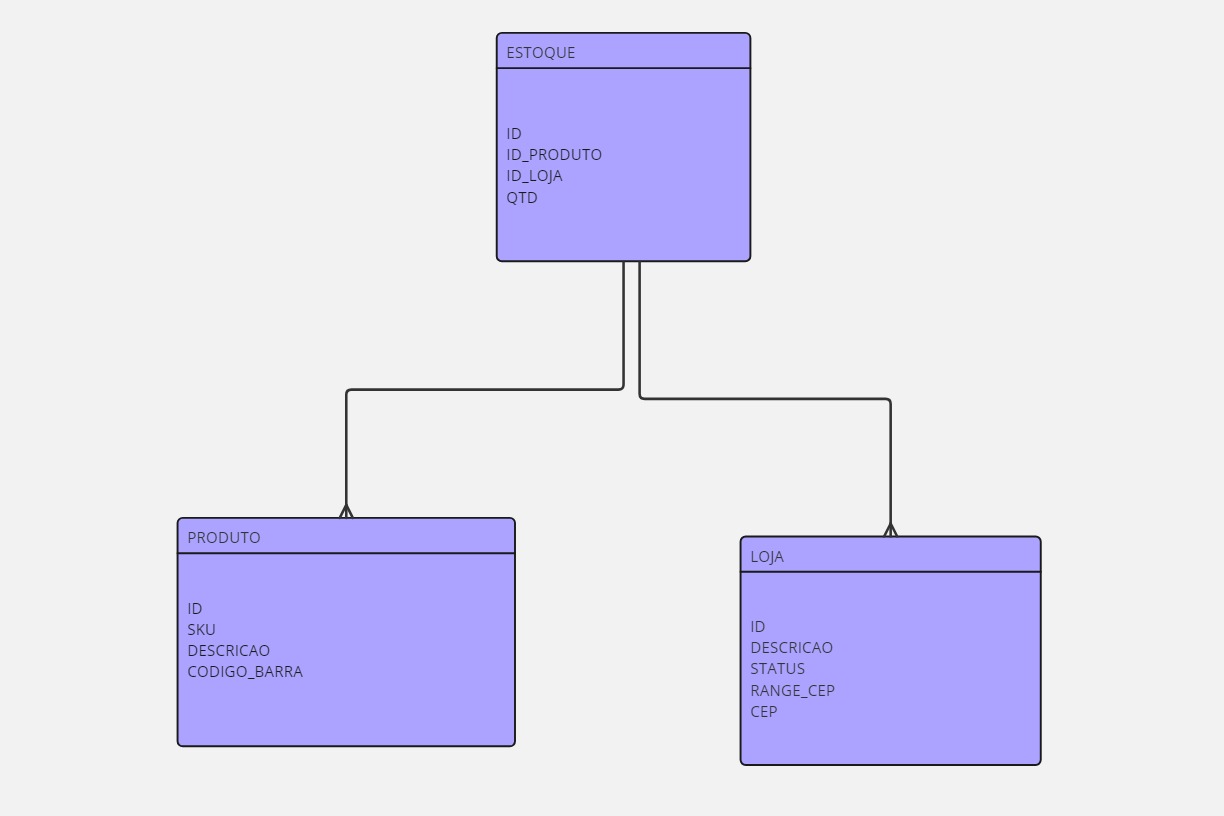 ESTOQUE
ID
ID_PRODUTO
ID_LOJA
QTD
PRODUTO
ID
SKU
DESCRICAO
CODIGO_BARRA
LOJA
ID
DESCRICAO
STATUS
RANGE_CEP
CEP